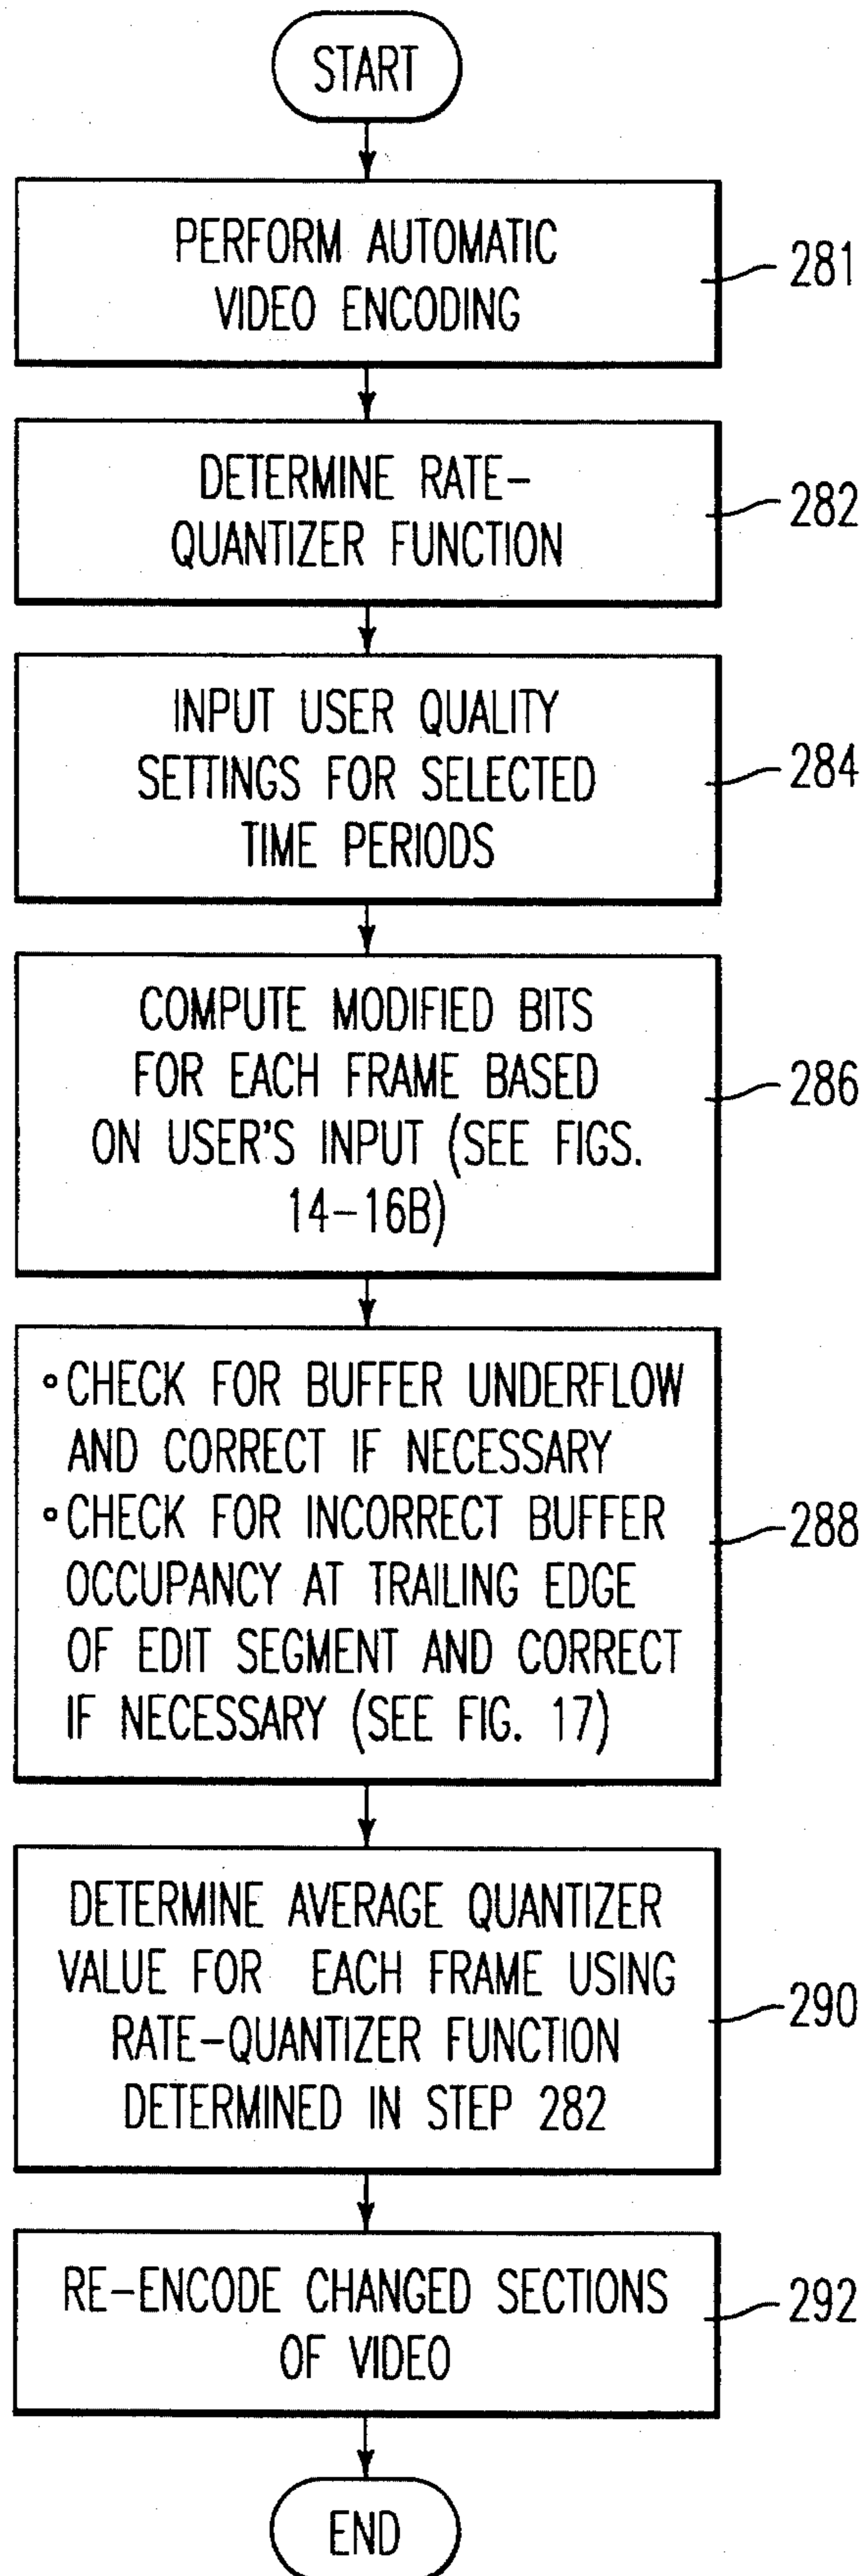 START
PERFORM AUTOMATIC
VIDEO ENCODING
281
DETERMINE RATE-
QUANTIZER FUNCTION
282
INPUT USER QUALITY
SETTINGS FOR SELECTED
TIME PERIODS
284
COMPUTE MODIFIED BITS
FOR EACH FRAME BASED
ON USER'S INPUT (SEE FIGS.
14-16B)
286
∘CHECK FOR BUFFER UNDERFLOW
AND CORRECT IF NECESSARY
∘CHECK FOR INCORRECT BUFFER
OCCUPANCY AT TRAILING EDGE
OF EDIT SEGMENT AND CORRECT
IF NECESSARY (SEE FIG. 17)
288
DETERMINE AVERAGE QUANTIZER
VALUE FOR EACH FRAME USING
RATE-QUANTIZER FUNCTION
DETERMINED IN STEP 282
290
RE-ENCODE CHANGED SECTIONS
OF VIDEO
292
END